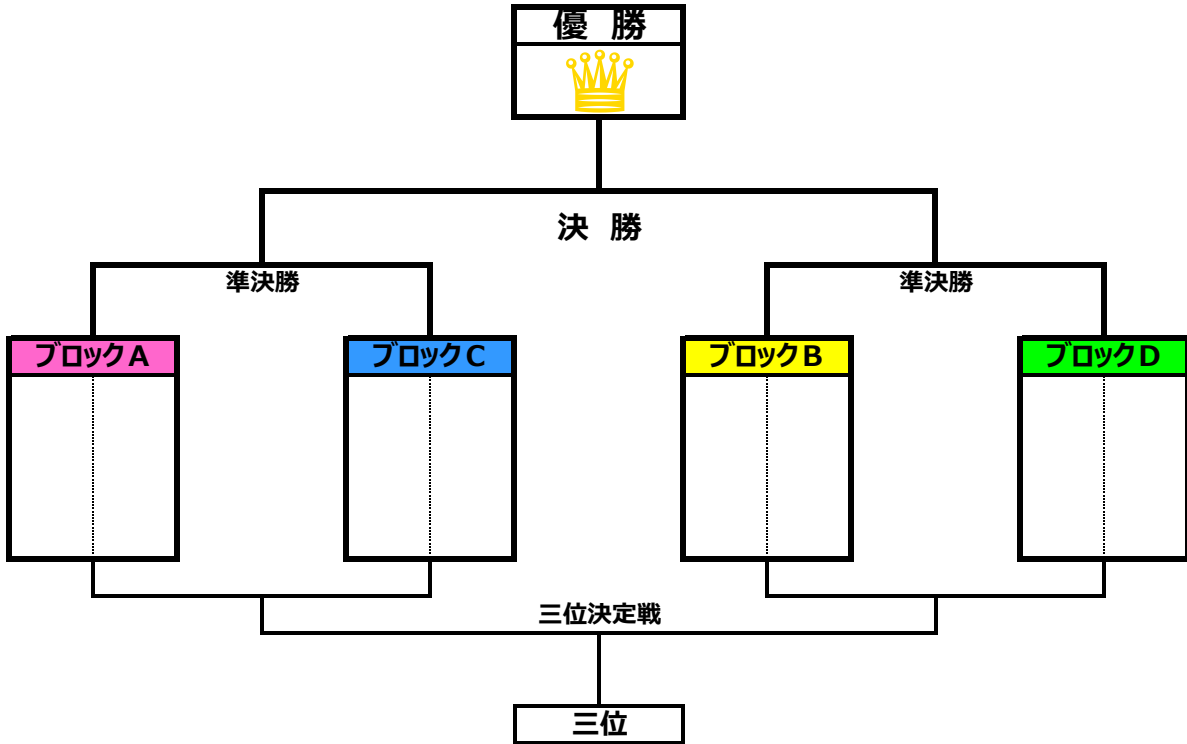 優 勝
決 勝
準決勝
準決勝
ブロックA
ブロックC
ブロックB
ブロックD
三位決定戦
三位